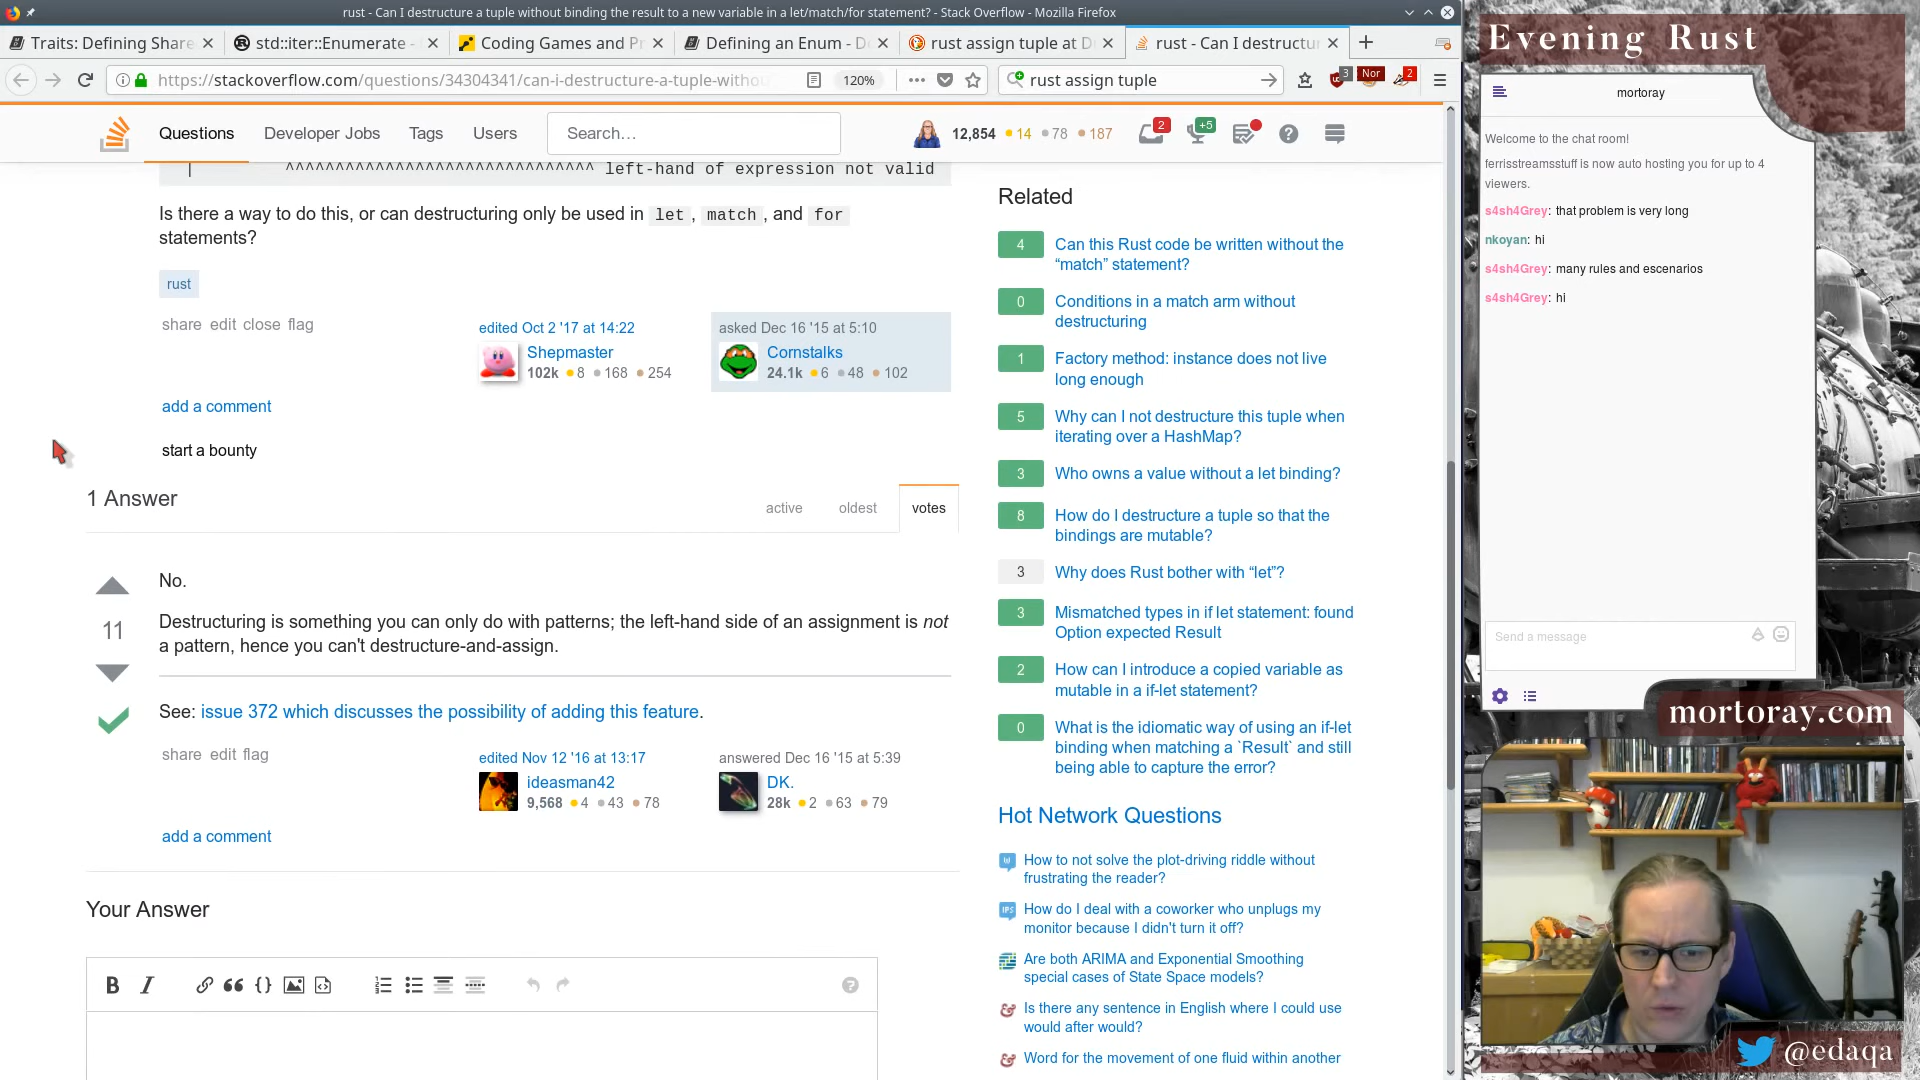 rust - Can I destructure a tuple without binding the result to a new variable in a let/match/for statement? - Stack Overflow - Mozilla Firefox
Traits: Defining Share
std::iter::Enumerate -
Coding Games and Pr
Defining an Enum - D
rust assign tuple at D
rust - Can I destructu
https://stackoverflow.com/questions/34304341/can-i-destructure-a-tuple-withou
120%
rust assign tuple
3
Nor
2
Questions
Developer Jobs
Tags
Users
Search…
12,854 14 78 187
2
+5
| ^^^^^^^^^^^^^^^^^^^^^^^^^^^^^^^ left-hand of expression not valid
Is there a way to do this, or can destructuring only be used in let, match, and for
statements?
rust
share edit close flag
edited Oct 2 '17 at 14:22
Shepmaster
102k 8 168 254
asked Dec 16 '15 at 5:10
Cornstalks
24.1k 6 48 102
add a comment
start a bounty
1 Answer
active
oldest
votes
No.
11
Destructuring is something you can only do with patterns; the left-hand side of an assignment is not
a pattern, hence you can't destructure-and-assign.
See: issue 372 which discusses the possibility of adding this feature.
share edit flag
edited Nov 12 '16 at 13:17
ideasman42
9,568 4 43 78
answered Dec 16 '15 at 5:39
DK.
28k 2 63 79
add a comment
Your Answer
B I
Related
4 Can this Rust code be written without the
“match” statement?
0 Conditions in a match arm without
destructuring
1 Factory method: instance does not live
long enough
5 Why can I not destructure this tuple when
iterating over a HashMap?
3 Who owns a value without a let binding?
8 How do I destructure a tuple so that the
bindings are mutable?
3 Why does Rust bother with “let”?
3 Mismatched types in if let statement: found
Option expected Result
2 How can I introduce a copied variable as
mutable in a if-let statement?
0 What is the idiomatic way of using an if-let
binding when matching a `Result` and still
being able to capture the error?
Hot Network Questions
How to not solve the plot-driving riddle without
frustrating the reader?
IPS
How do I deal with a coworker who unplugs my
monitor because I didn't turn it off?
Are both ARIMA and Exponential Smoothing
special cases of State Space models?
Is there any sentence in English where I could use
would after would?
Word for the movement of one fluid within another
Evening Rust
mortoray
Welcome to the chat room!
ferrisstreamsstuff is now auto hosting you for up to 4
viewers.
s4sh4Grey: that problem is very long
nkoyan: hi
s4sh4Grey: many rules and escenarios
s4sh4Grey: hi
Send a message
mortoray.com
@edaqa